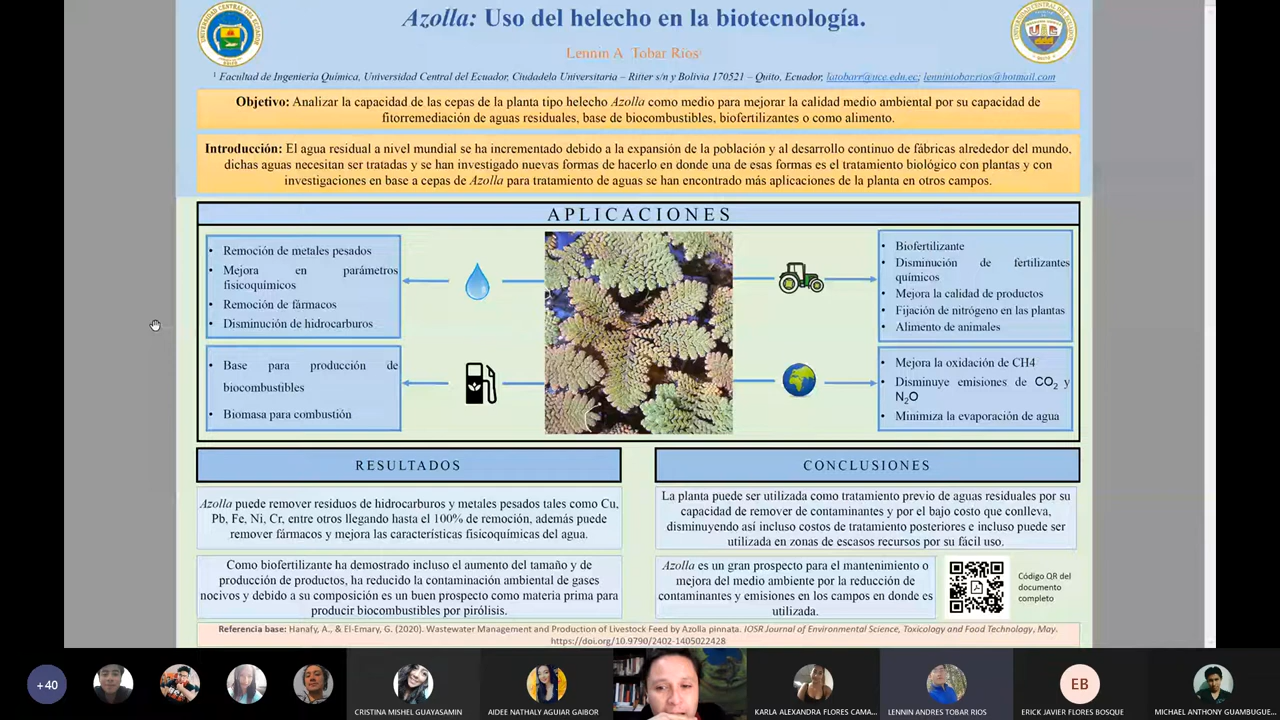 Azolla: Uso del helecho en la biotecnología.
Lennin A Tobar Rios¹
¹ Facultad de Ingeniería Química, Universidad Central del Ecuador, Ciudadela Universitaria – Ritter s/n y Bolivia 170521 – Quito, Ecuador, latobarr@uce.edu.ec; lennintobar.rios@hotmail.com
Objetivo: Analizar la capacidad de las cepas de la planta tipo helecho Azolla como medio para mejorar la calidad medio ambiental por su capacidad de
fitorremediación de aguas residuales, base de biocombustibles, biofertilizantes o como alimento.
Introducción: El agua residual a nivel mundial se ha incrementado debido a la expansión de la población y al desarrollo continuo de fábricas alrededor del mundo,
dichas aguas necesitan ser tratadas y se han investigado nuevas formas de hacerlo en donde una de esas formas es el tratamiento biológico con plantas y con
investigaciones en base a cepas de Azolla para tratamiento de aguas se han encontrado más aplicaciones de la planta en otros campos.
APLICACIONES
• Remoción de metales pesados
• Mejora en parámetros
fisicoquímicos
• Remoción de fármacos
• Disminución de hidrocarburos
• Base para producción de
biocombustibles
• Biomasa para combustión
• Biofertilizante
• Disminución de fertilizantes
químicos
• Mejora la calidad de productos
• Fijación de nitrógeno en las plantas
• Alimento de animales
• Mejora la oxidación de CH4
• Disminuye emisiones de CO₂ y
N₂O
• Minimiza la evaporación de agua
RESULTADOS
Azolla puede remover residuos de hidrocarburos y metales pesados tales como Cu,
Pb, Fe, Ni, Cr, entre otros llegando hasta el 100% de remoción, además puede
remover fármacos y mejora las características fisicoquímicas del agua.
Como biofertilizante ha demostrado incluso el aumento del tamaño y de
producción de productos, ha reducido la contaminación ambiental de gases
nocivos y debido a su composición es un buen prospecto como materia prima para
producir biocombustibles por pirólisis.
CONCLUSIONES
La planta puede ser utilizada como tratamiento previo de aguas residuales por su
capacidad de remover de contaminantes y por el bajo costo que conlleva,
disminuyendo así incluso costos de tratamiento posteriores e incluso puede ser
utilizada en zonas de escasos recursos por su fácil uso.
Azolla es un gran prospecto para el mantenimiento o
mejora del medio ambiente por la reducción de
contaminantes y emisiones en los campos en donde es
utilizada.
Código QR del
documento
completo
Referencia base: Hanafy, A., & El-Emary, G. (2020). Wastewater Management and Production of Livestock Feed by Azolla pinnata. IOSR Journal of Environmental Science, Toxicology and Food Technology, May.
https://doi.org/10.9790/2402-1405022428
+40
CRISTINA MISHEL GUAYASAMIN
AIDEE NATHALY AGUIAR GAIBOR
KARLA ALEXANDRA FLORES CAMA...
LENNIN ANDRES TOBAR RIOS
EB
ERICK JAVIER FLORES BOSQUE
MICHAEL ANTHONY GUAMBUGUE...